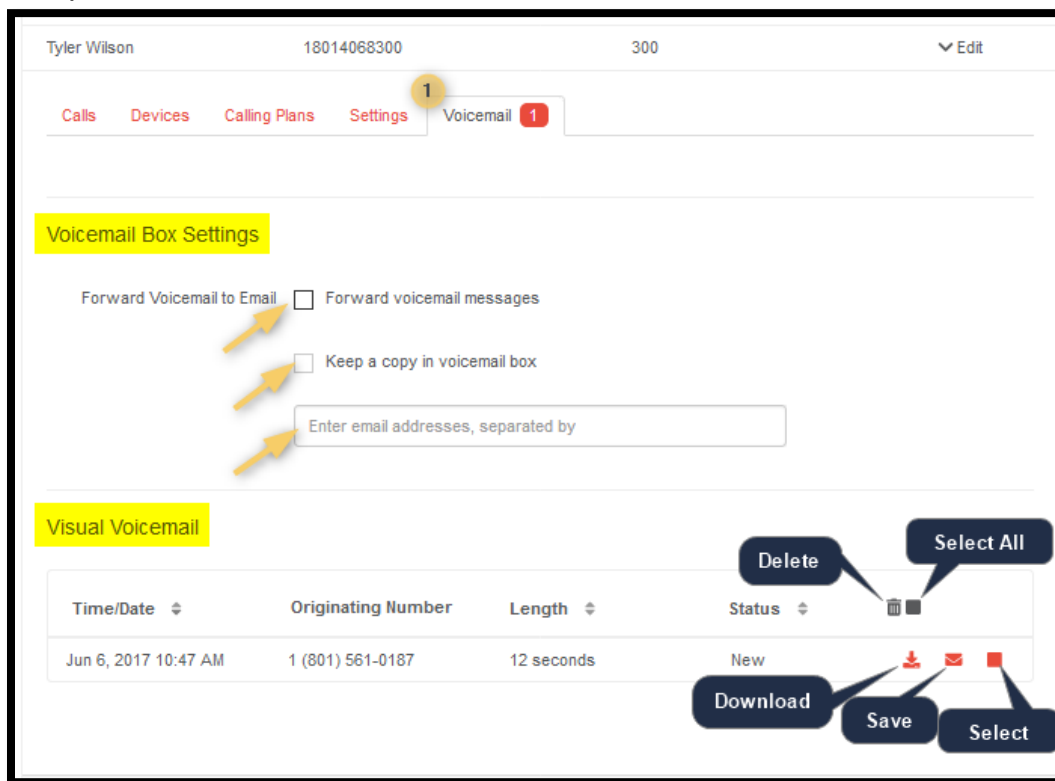 Tyler Wilson 18014068300 300 Edit
1
Calls Devices Calling Plans Settings Voicemail 1
Voicemail Box Settings
Forward Voicemail to Email Forward voicemail messages
Keep a copy in voicemail box
Enter email addresses, separated by
Visual Voicemail
Select All
Delete
Time/Date Originating Number Length Status
Jun 6, 2017 10:47 AM 1 (801) 561-0187 12 seconds New
Download
Save
Select